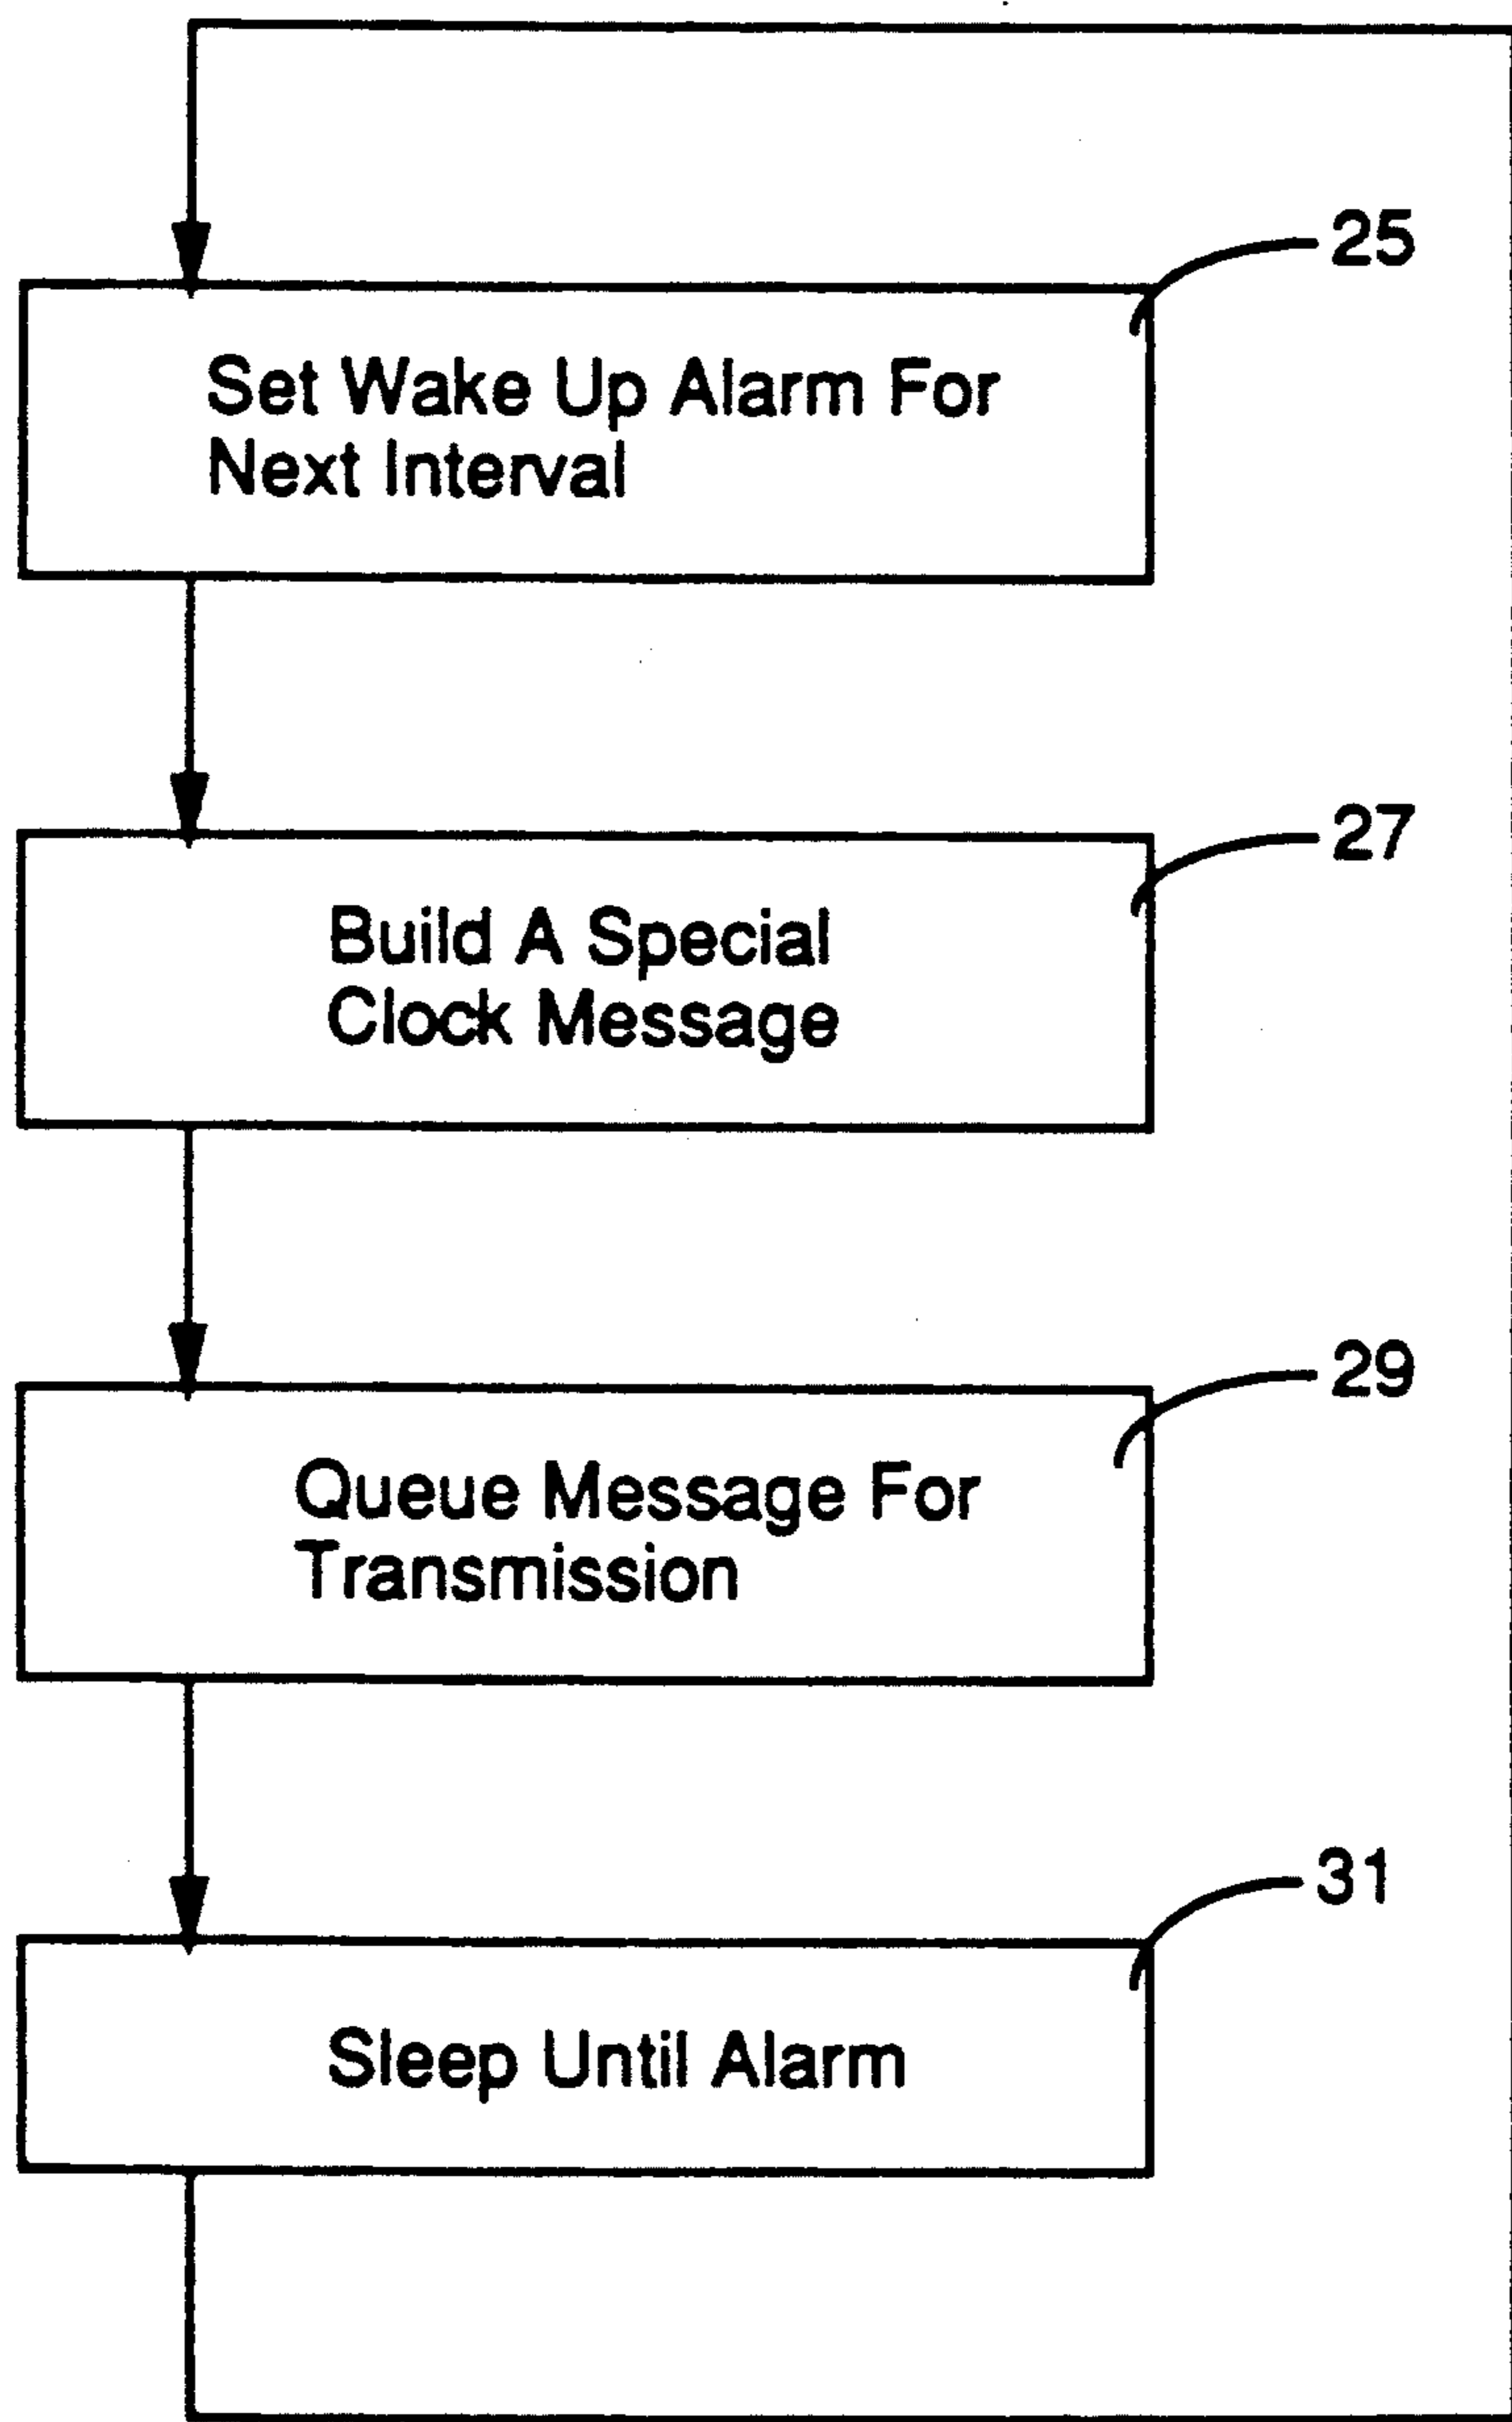 25
Set Wake Up Alarm For
Next Interval
27
Build A Special
Clock Message
29
Queue Message For
Transmission
31
Sleep Until Alarm